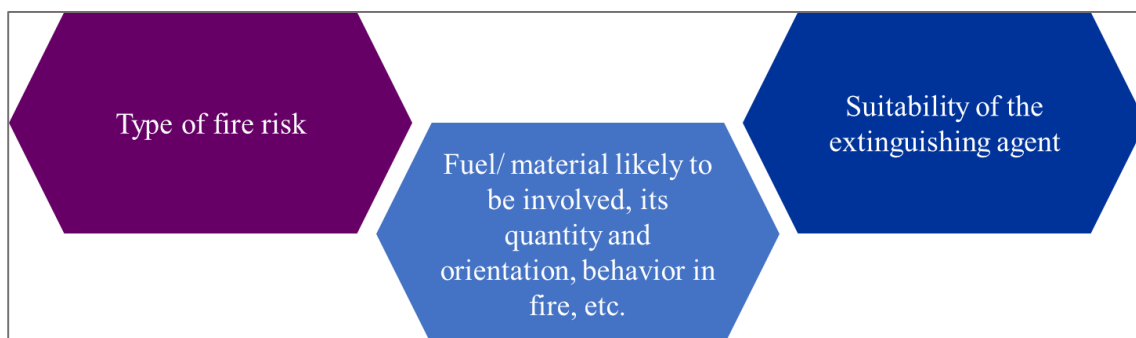 Type of fire risk
Fuel/ material likely to
be involved, its
quantity and
orientation, behavior in
fire, etc.
Suitability of the
extinguishing agent